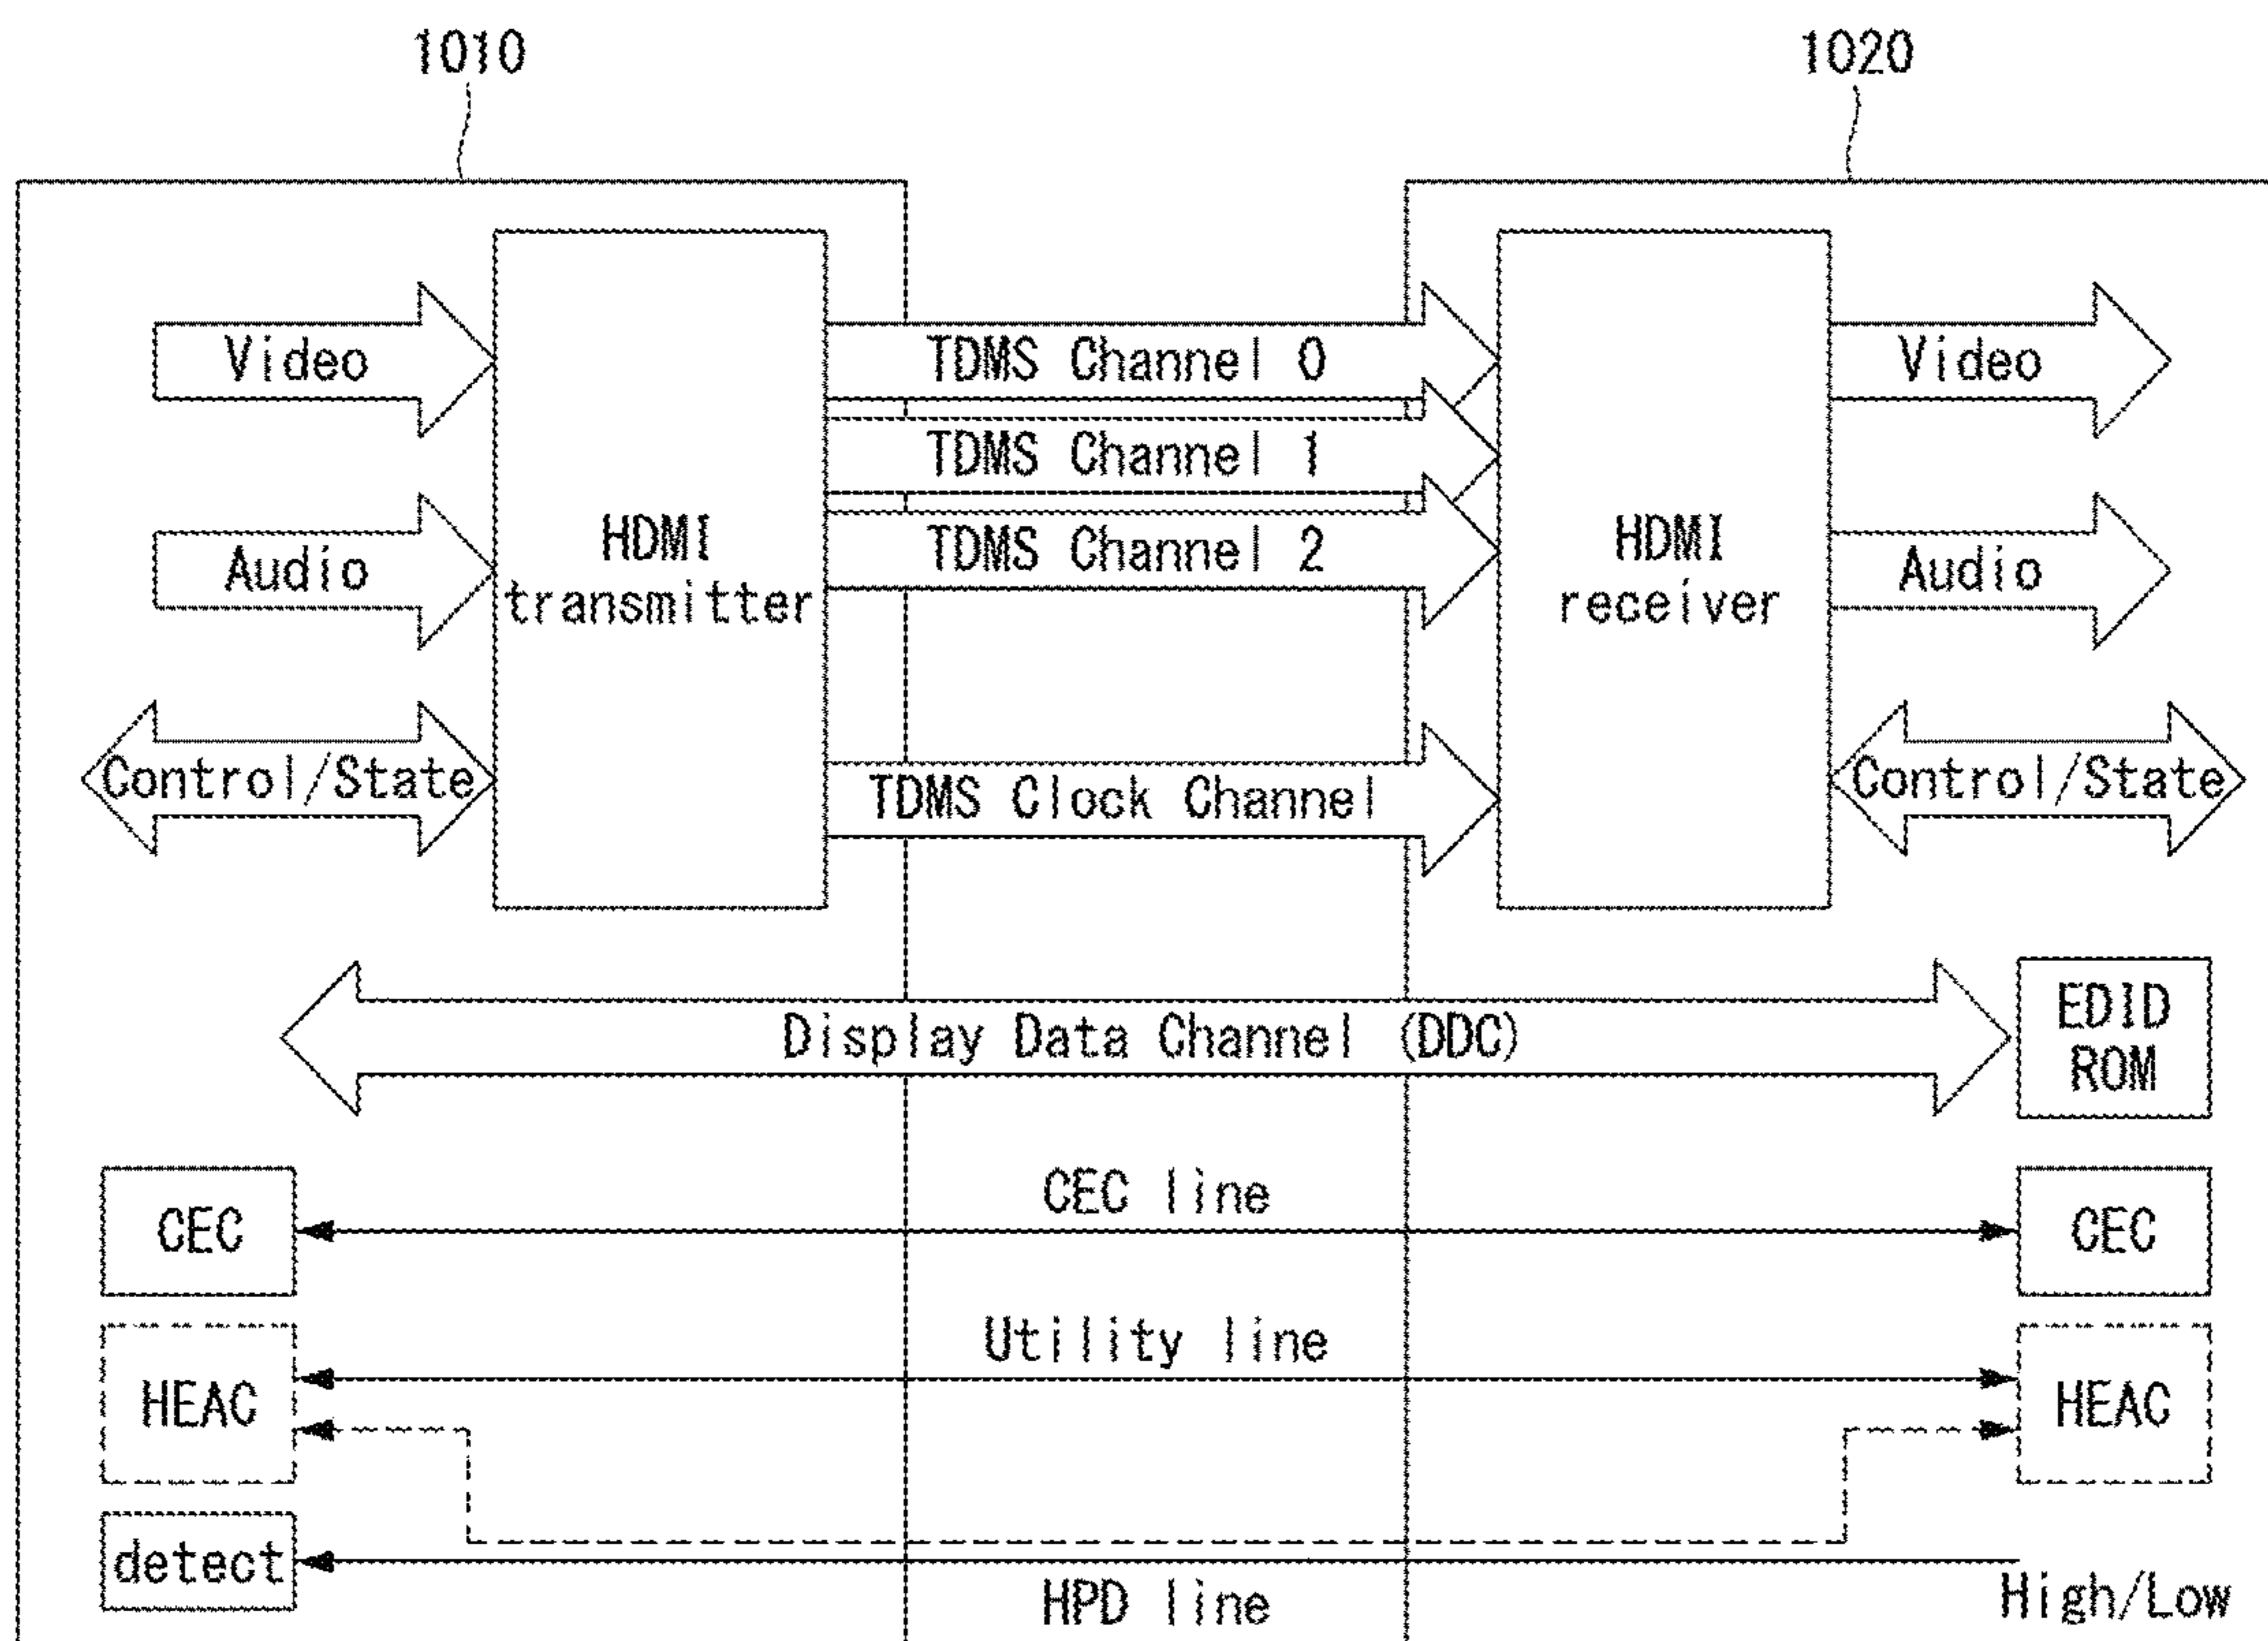 1010
1020
Video
TDMS Channel 0
Video
TDMS Channel 1
HDMI
transmitter
TDMS Channel 2
HDMI
receiver
Audio
Audio
Control/State
TDMS Clock Channel
Control/State
Display Data Channel (DDC)
EDID
ROM
CEC line
CEC
CEC
Utility line
HEAC
HEAC
detect
HPD line
High/Low